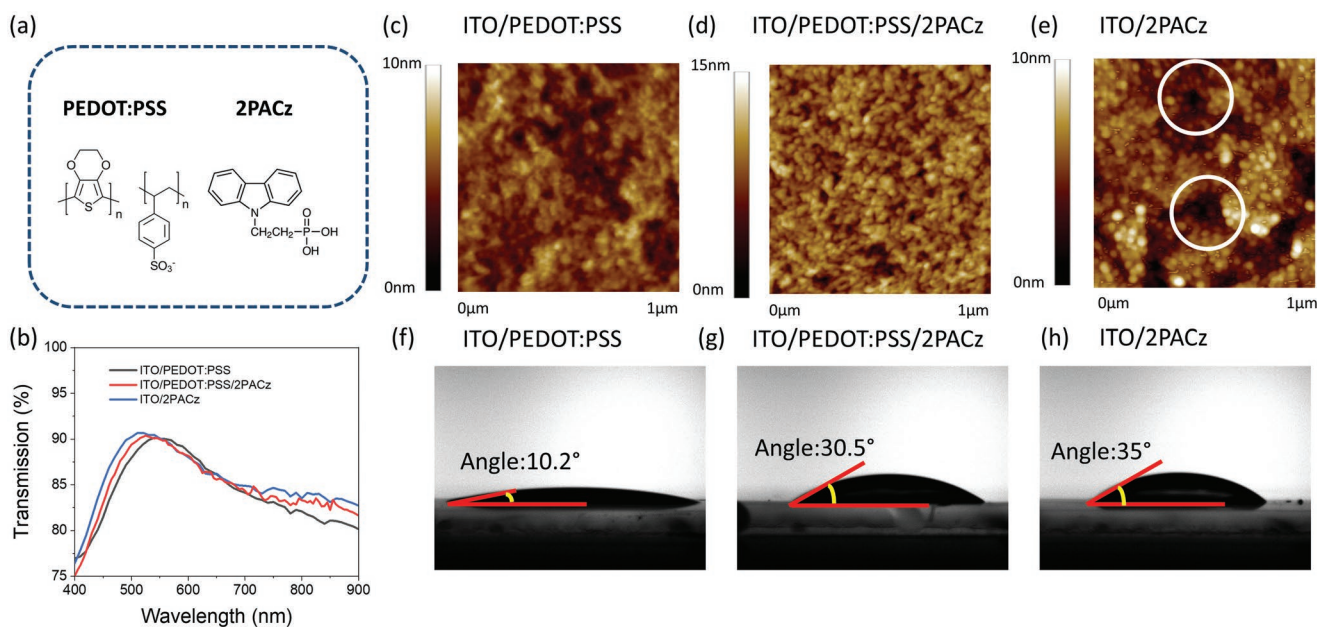 (a)
PEDOT:PSS 2PACz
O O
S n n
SO3-
N
CH2CH2-P-OH
O
OH
(b)
100
95
90
85
80
75
400 500 600 700 800 900
Transmission (%)
Wavelength (nm)
ITO/PEDOT:PSS
ITO/PEDOT:PSS/2PACz
ITO/2PACz
(c) ITO/PEDOT:PSS
10nm
0nm
0μm 1μm
(d) ITO/PEDOT:PSS/2PACz
15nm
0nm
0μm 1μm
(e) ITO/2PACz
10nm
0nm
0μm 1μm
(f) ITO/PEDOT:PSS
Angle:10.2°
(g) ITO/PEDOT:PSS/2PACz
Angle:30.5°
(h) ITO/2PACz
Angle:35°